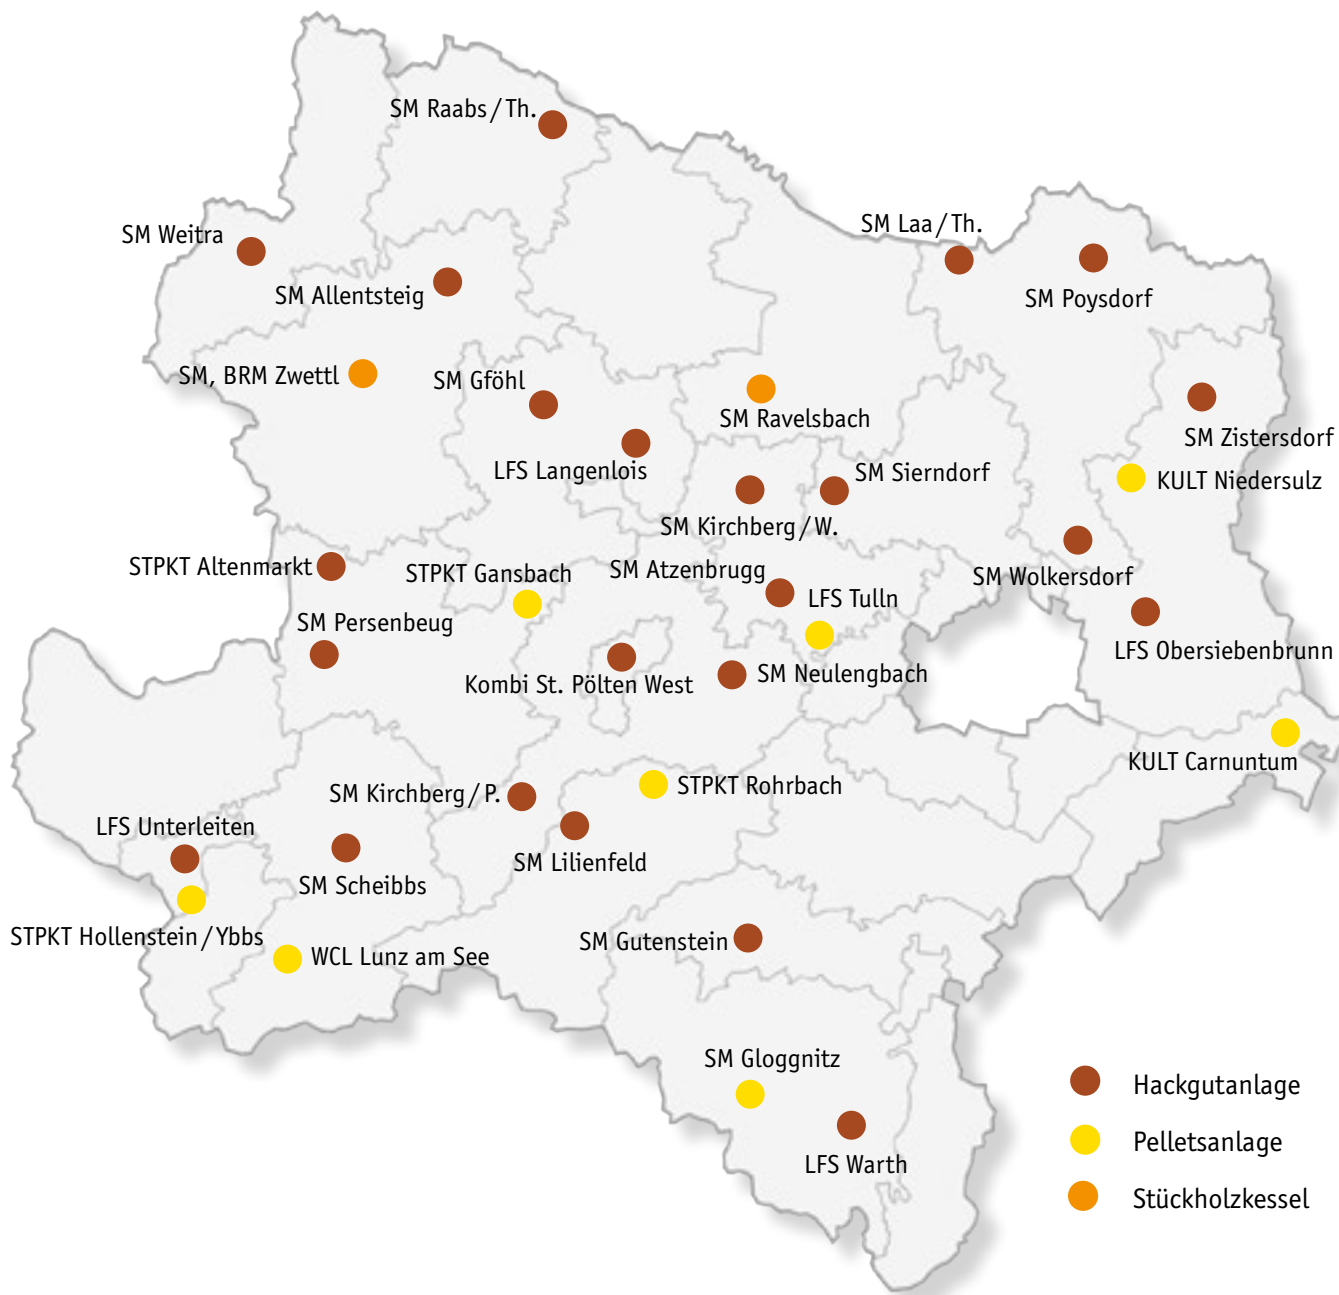 SM Raabs/Th.
SM Weitra
SM Laa/Th.
SM Allentsteig
SM Poysdorf
SM, BRM Zwettl
SM Gföhl
SM Ravelsbach
SM Zistersdorf
LFS Langenlois
SM Sierndorf
KULT Niedersulz
SM Kirchberg/W.
STPKT Altenmarkt
STPKT Gansbach
SM Atzenbrugg
SM Wolkersdorf
LFS Tulln
SM Persenbeug
LFS Obersiebenbrunn
Kombi St. Pölten West
SM Neulengbach
KULT Carnuntum
SM Kirchberg/P.
STPKT Rohrbach
LFS Unterleiten
SM Lilienfeld
SM Scheibbs
STPKT Hollenstein/Ybbs
SM Gutenstein
WCL Lunz am See
SM Gloggnitz
LFS Warth
Hackgutanlage
Pelletsanlage
Stückholzkessel